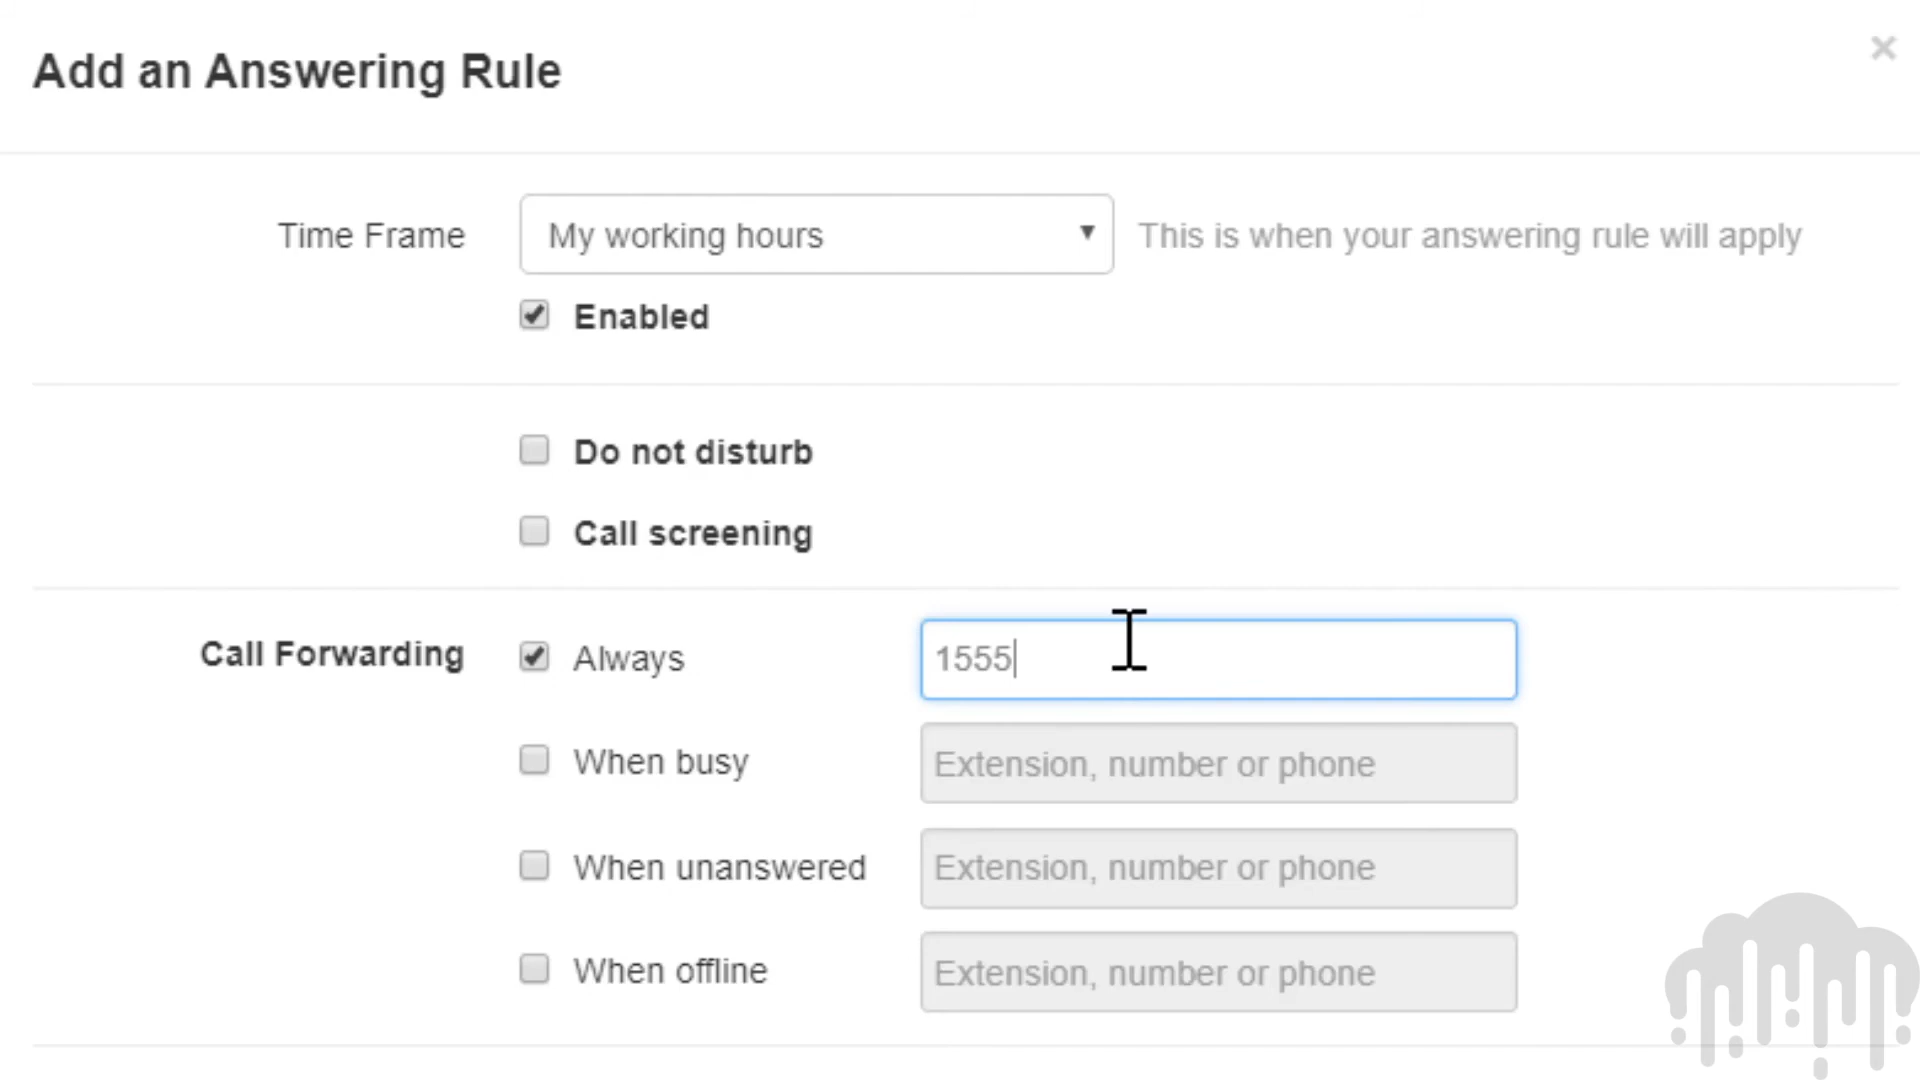 Add an Answering Rule
×
Time Frame My working hours This is when your answering rule will apply
Enabled
Do not disturb
Call screening
Call Forwarding Always 1555
When busy Extension, number or phone
When unanswered Extension, number or phone
When offline Extension, number or phone